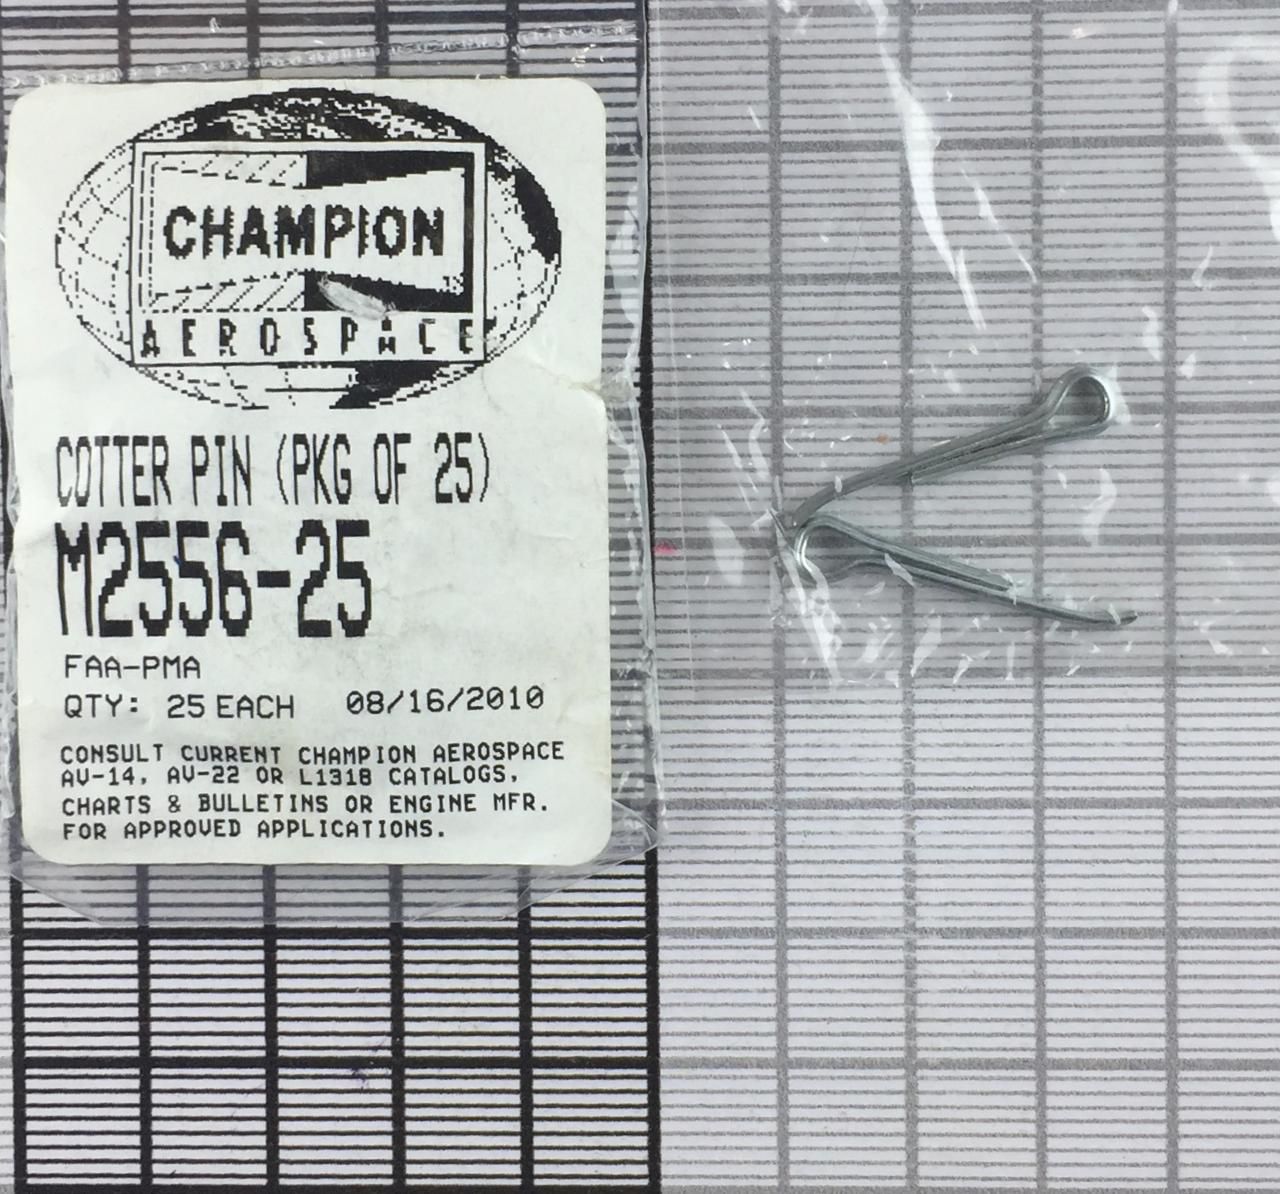 CHAMPION
AEROSPACE
COTTER PIN (PKG OF 25)
M2556-25
FAA-PMA
QTY: 25 EACH 08/16/2010
CONSULT CURRENT CHAMPION AEROSPACE
AV-14, AV-22 OR L1318 CATALOGS,
CHARTS & BULLETINS OR ENGINE MFR.
FOR APPROVED APPLICATIONS.